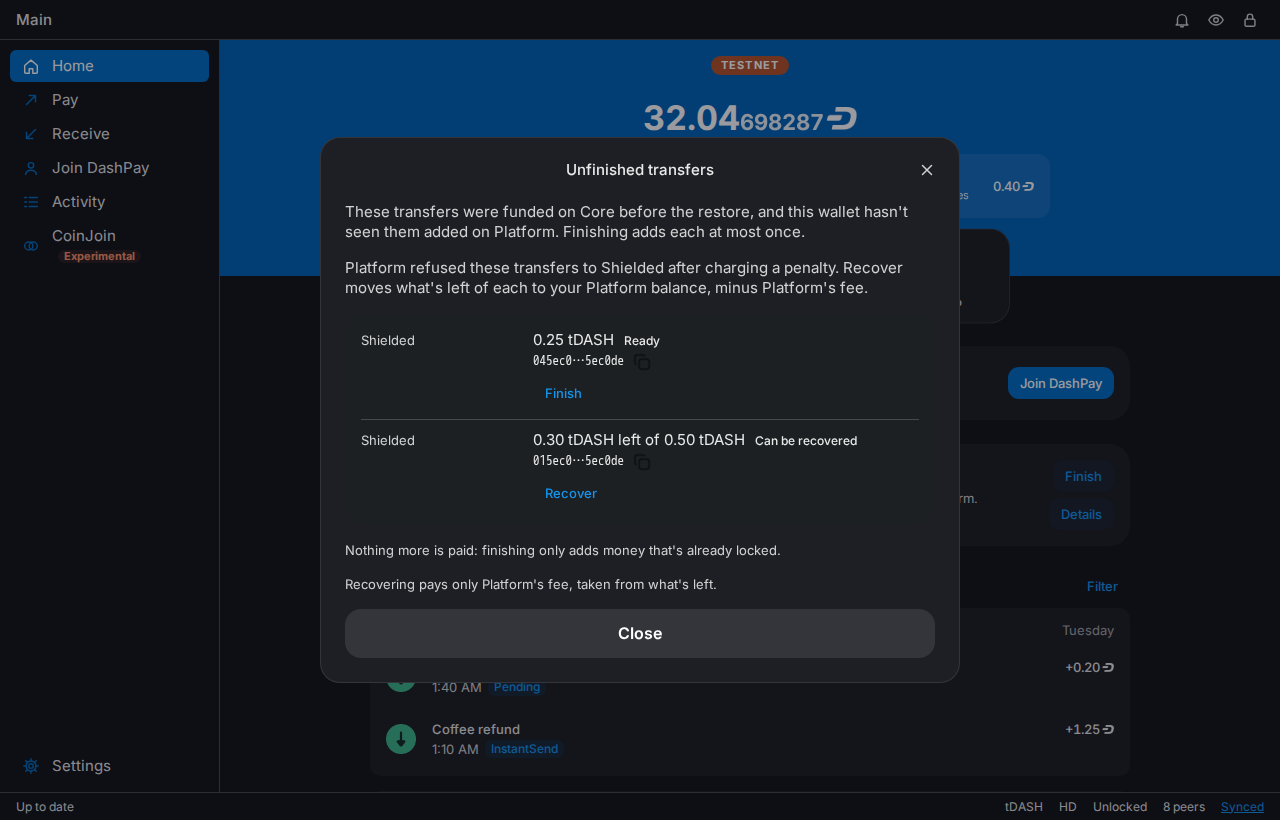 Main
Home
Pay
Receive
Join DashPay
Activity
CoinJoin
Experimental
Settings
TESTNET
32.04698287
0.40
Unfinished transfers
These transfers were funded on Core before the restore, and this wallet hasn't
seen them added on Platform. Finishing adds each at most once.
Platform refused these transfers to Shielded after charging a penalty. Recover
moves what's left of each to your Platform balance, minus Platform's fee.
Shielded
0.25 tDASH Ready
045ec0⋯5ec0de
Finish
Shielded
0.30 tDASH left of 0.50 tDASH Can be recovered
015ec0⋯5ec0de
Recover
Nothing more is paid: finishing only adds money that's already locked.
Recovering pays only Platform's fee, taken from what's left.
Close
Join DashPay
Finish
Details
Filter
Tuesday
+0.20
1:40 AM Pending
Coffee refund
+1.25
1:10 AM InstantSend
Up to date
tDASH HD Unlocked 8 peers Synced